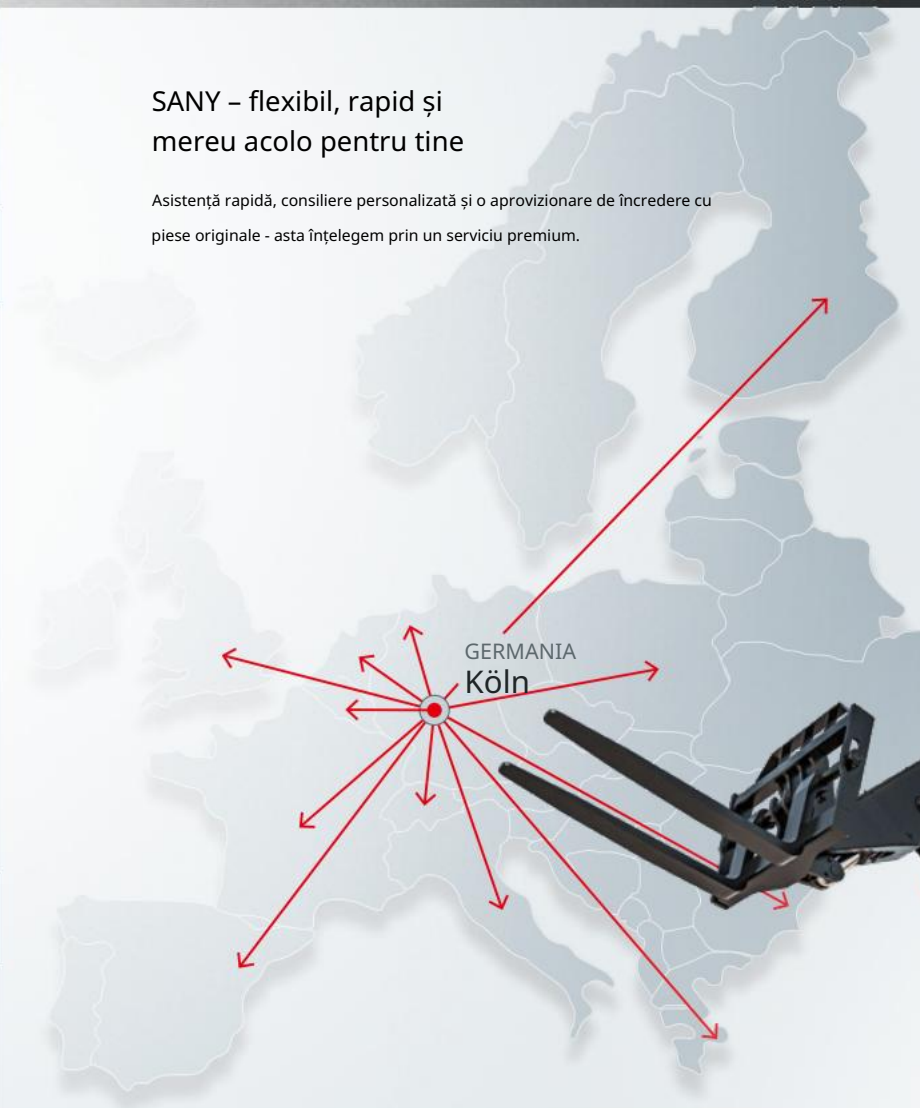 SANY – flexibil, rapid și
mereu acolo pentru tine
Asistență rapidă, consiliere personalizată și o aprovizionare de încredere cu
piese originale - asta înțelegem prin un serviciu premium.
GERMANIA
Köln